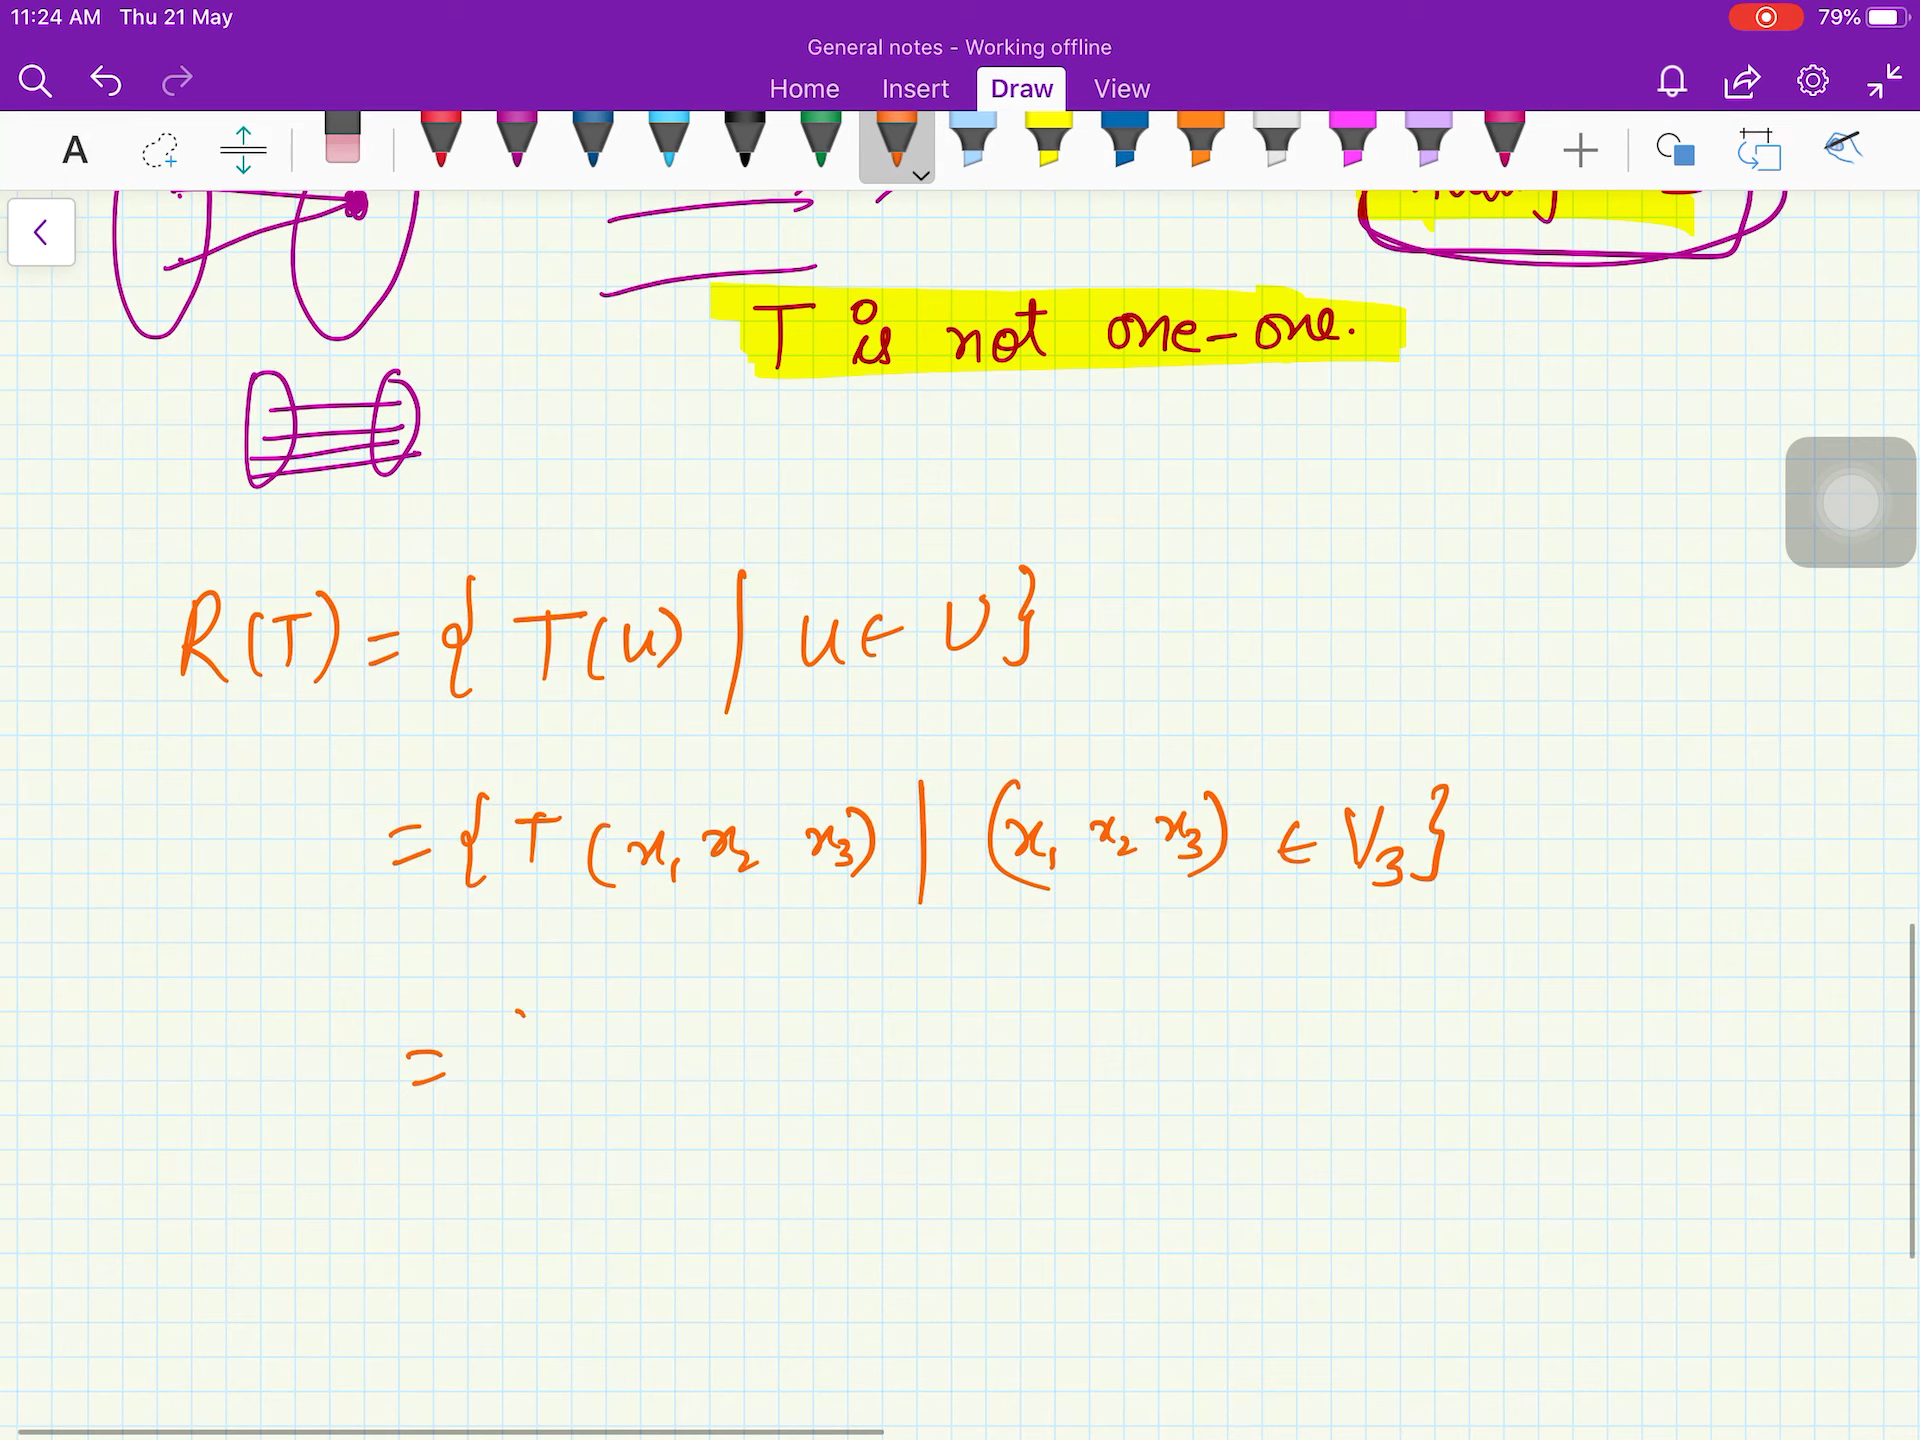 11:24 AM Thu 21 May
79%
General notes - Working offline
Home Insert Draw View
A
T is not one-one.
R(T) = { T(u) | u ∈ U}
= { T (x₁ x₂ x₃) | (x₁ x₂ x₃) ∈ V₃}
=